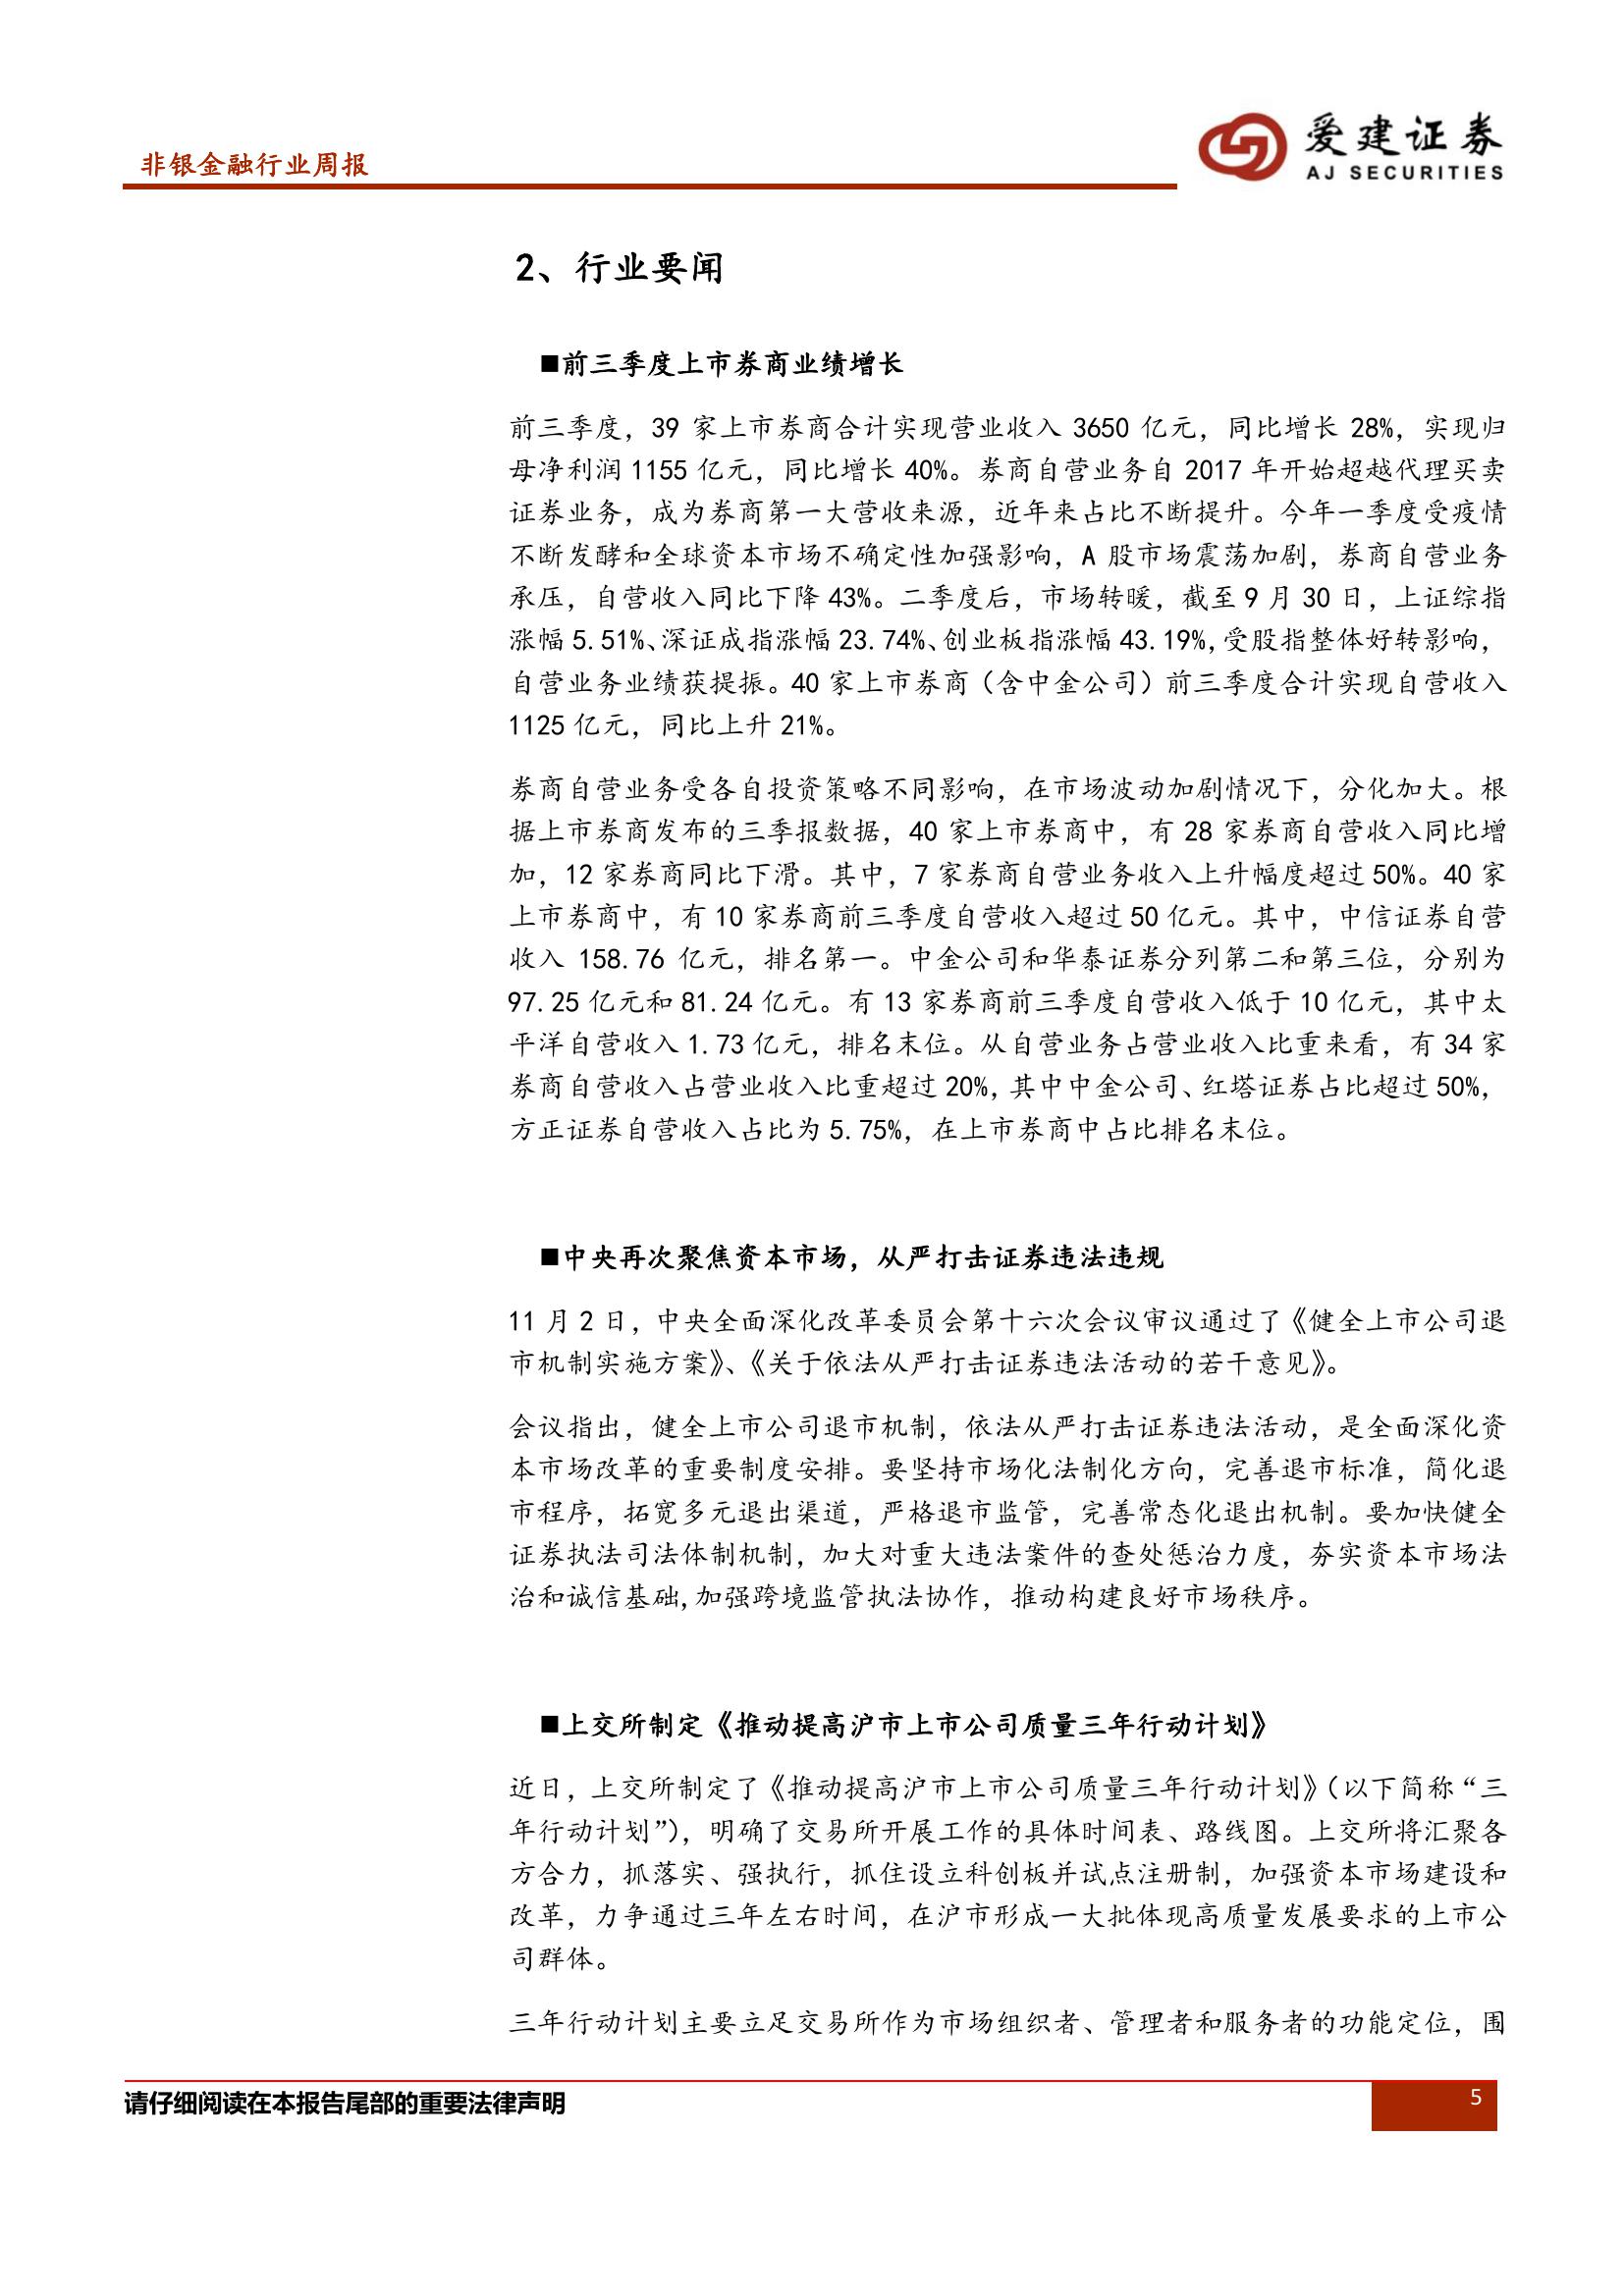 非银金融行业周报
爱建证券
AJ SECURITIES
2、行业要闻
■前三季度上市券商业绩增长
前三季度，39 家上市券商合计实现营业收入 3650 亿元，同比增长 28%，实现归
母净利润 1155 亿元，同比增长 40%。券商自营业务自 2017 年开始超越代理买卖
证券业务，成为券商第一大营收来源，近年来占比不断提升。今年一季度受疫情
不断发酵和全球资本市场不确定性加强影响，A 股市场震荡加剧，券商自营业务
承压，自营收入同比下降 43%。二季度后，市场转暖，截至 9 月 30 日，上证综指
涨幅 5.51%、深证成指涨幅 23.74%、创业板指涨幅 43.19%,受股指整体好转影响，
自营业务业绩获提振。40 家上市券商（含中金公司）前三季度合计实现自营收入
1125 亿元，同比上升 21%。
券商自营业务受各自投资策略不同影响，在市场波动加剧情况下，分化加大。根
据上市券商发布的三季报数据，40 家上市券商中，有 28 家券商自营收入同比增
加，12 家券商同比下滑。其中，7 家券商自营业务收入上升幅度超过 50%。40 家
上市券商中，有 10 家券商前三季度自营收入超过 50 亿元。其中，中信证券自营
收入 158.76 亿元，排名第一。中金公司和华泰证券分列第二和第三位，分别为
97.25 亿元和 81.24 亿元。有 13 家券商前三季度自营收入低于 10 亿元，其中太
平洋自营收入 1.73 亿元，排名末位。从自营业务占营业收入比重来看，有 34 家
券商自营收入占营业收入比重超过 20%,其中中金公司、红塔证券占比超过 50%，
方正证券自营收入占比为 5.75%，在上市券商中占比排名末位。
■中央再次聚焦资本市场，从严打击证券违法违规
11 月 2 日，中央全面深化改革委员会第十六次会议审议通过了《健全上市公司退
市机制实施方案》、《关于依法从严打击证券违法活动的若干意见》。
会议指出，健全上市公司退市机制，依法从严打击证券违法活动，是全面深化资
本市场改革的重要制度安排。要坚持市场化法制化方向，完善退市标准，简化退
市程序，拓宽多元退出渠道，严格退市监管，完善常态化退出机制。要加快健全
证券执法司法体制机制，加大对重大违法案件的查处惩治力度，夯实资本市场法
治和诚信基础,加强跨境监管执法协作，推动构建良好市场秩序。
■上交所制定《推动提高沪市上市公司质量三年行动计划》
近日，上交所制定了《推动提高沪市上市公司质量三年行动计划》（以下简称“三
年行动计划”），明确了交易所开展工作的具体时间表、路线图。上交所将汇聚各
方合力，抓落实、强执行，抓住设立科创板并试点注册制，加强资本市场建设和
改革，力争通过三年左右时间，在沪市形成一大批体现高质量发展要求的上市公
司群体。
三年行动计划主要立足交易所作为市场组织者、管理者和服务者的功能定位，围
请仔细阅读在本报告尾部的重要法律声明
5